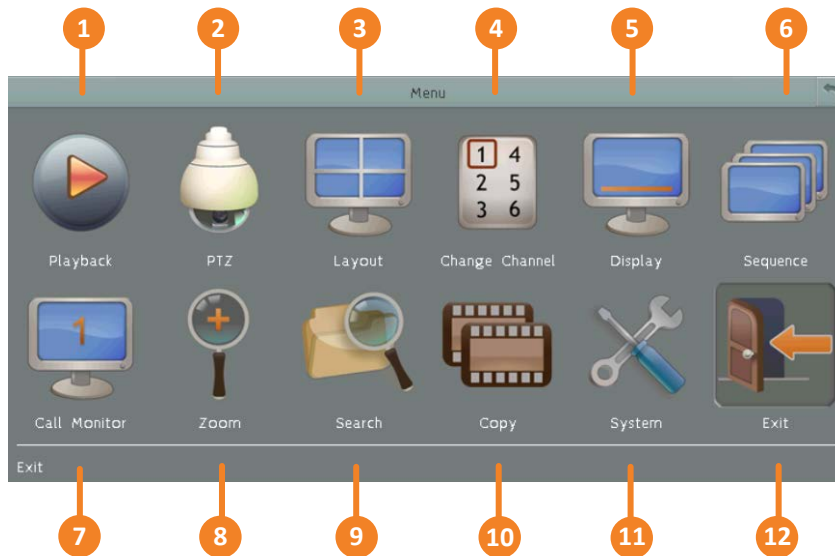 1 2 3 4 5 6
Menu
1 4
2 5
3 6
Playback PTZ Layout Change Channel Display Sequence
1
Call Monitor Zoom Search Copy System Exit
Exit
7 8 9 10 11 12